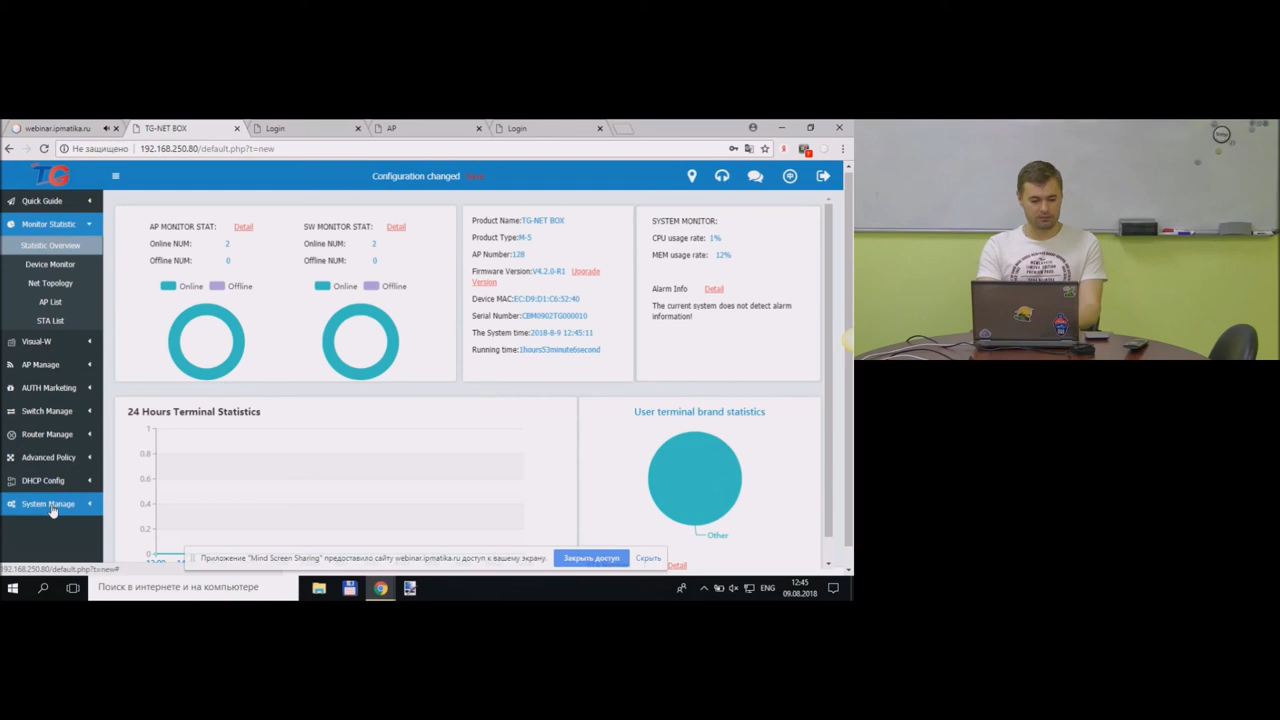 webinar.ipmatika.ru
TG-NET BOX
Login
AP
Login
Не защищено
192.168.250.80/default.php?t=new
TG
Configuration changed Save
Quick Guide
Monitor Statistic
Statistic Overview
Device Monitor
Net Topology
AP List
STA List
Visual-W
AP Manage
AUTH Marketing
Switch Manage
Router Manage
Advanced Policy
DHCP Config
System Manage
AP MONITOR STAT: Detail
Online NUM: 2
Offline NUM: 0
Online Offline
SW MONITOR STAT: Detail
Online NUM: 2
Offline NUM: 0
Online Offline
Product Name:TG-NET BOX
Product Type:M-5
AP Number:128
Firmware Version:V4.2.0-R1 Upgrade
Version
Device MAC:EC:D9:D1:C6:52:40
Serial Number:CBM0902TG000010
The System time:2018-8-9 12:45:11
Running time:1hours53minute6second
SYSTEM MONITOR:
CPU usage rate: 1%
MEM usage rate: 12%
Alarm Info Detail
The current system does not detect alarm
information!
24 Hours Terminal Statistics
1
0.8
0.6
0.4
0.2
0
User terminal brand statistics
Other
Detail
Приложение "Mind Screen Sharing" предоставило сайту webinar.ipmatika.ru доступ к вашему экрану.
Закрыть доступ
Скрыть
192.168.250.80/default.php?t=new#
Поиск в интернете и на компьютере
ENG
12:45
09.08.2018